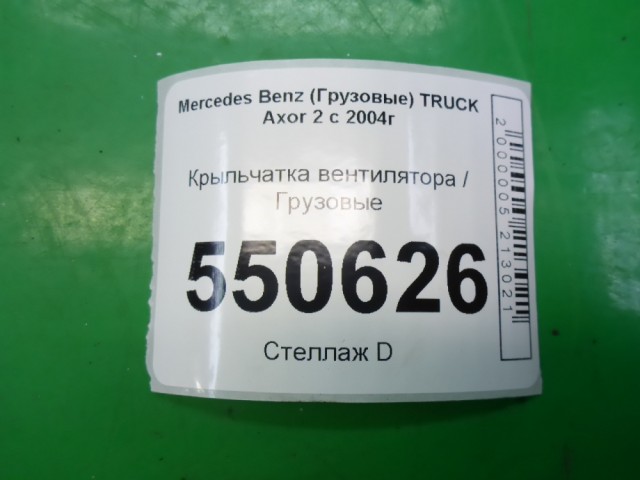 Mercedes Benz (Грузовые) TRUCK
Axor 2 с 2004г
Крыльчатка вентилятора /
Грузовые
550626
Стеллаж D
2000005213021